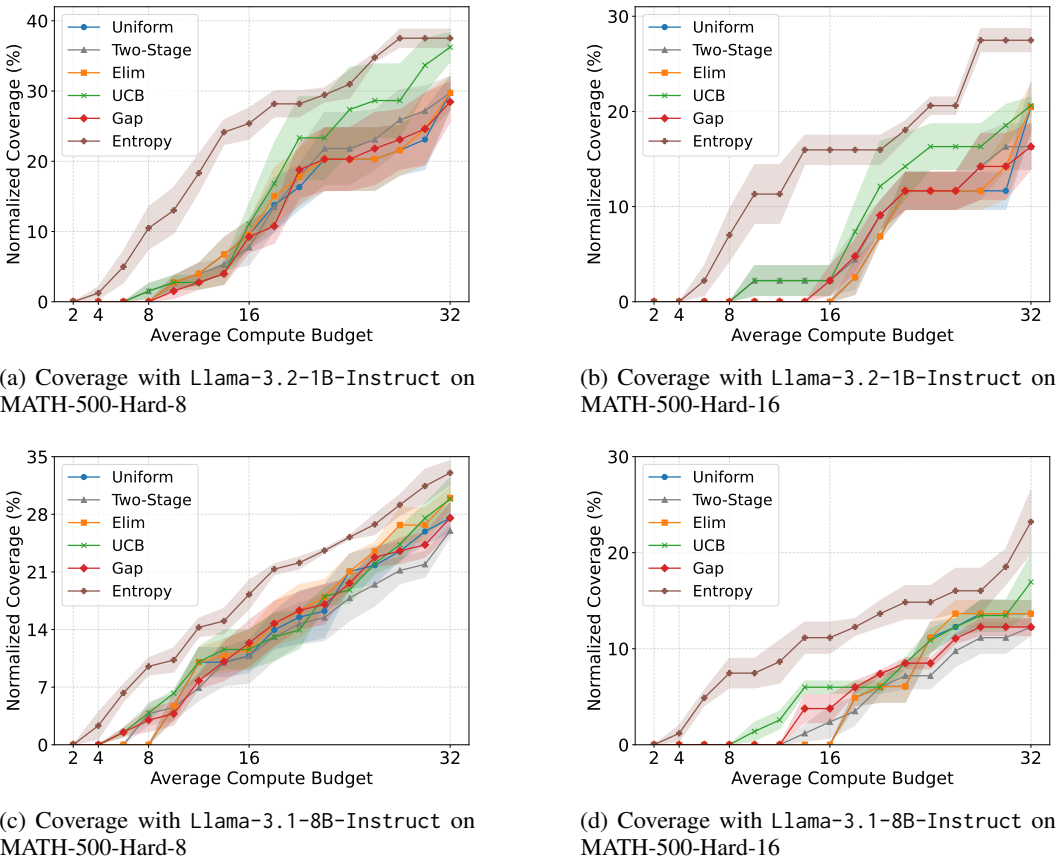 40
30
20
10
0
Normalized Coverage (%)
Uniform
Two-Stage
Elim
UCB
Gap
Entropy
2 4 8 16 32
Average Compute Budget
(a) Coverage with Llama-3.2-1B-Instruct on
MATH-500-Hard-8
30
20
10
0
Normalized Coverage (%)
Uniform
Two-Stage
Elim
UCB
Gap
Entropy
2 4 8 16 32
Average Compute Budget
(b) Coverage with Llama-3.2-1B-Instruct on
MATH-500-Hard-16
35
28
21
14
7
0
Normalized Coverage (%)
Uniform
Two-Stage
Elim
UCB
Gap
Entropy
2 4 8 16 32
Average Compute Budget
(c) Coverage with Llama-3.1-8B-Instruct on
MATH-500-Hard-8
30
20
10
0
Normalized Coverage (%)
Uniform
Two-Stage
Elim
UCB
Gap
Entropy
2 4 8 16 32
Average Compute Budget
(d) Coverage with Llama-3.1-8B-Instruct on
MATH-500-Hard-16